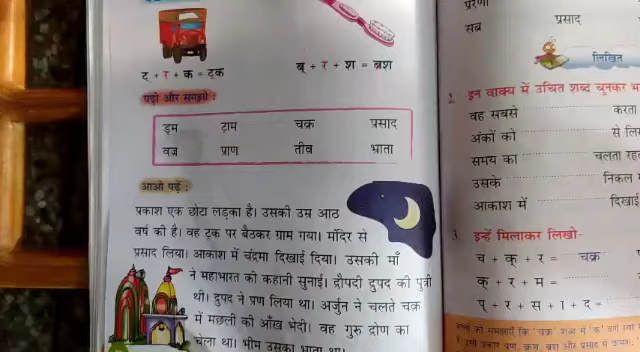 ट् + र + क = ट्रक
ब् + र + श = ब्रश
पढ़ो और समझो :
ड्रम ट्राम चक्र प्रसाद
वज्र प्राण तीव्र भ्राता
आओ पढ़ें :
प्रकाश एक छोटा लड़का है। उसकी उम्र आठ
वर्ष की है। वह ट्रक पर बैठकर ग्राम गया। मंदिर से
प्रसाद लिया। आकाश में चंद्रमा दिखाई दिया। उसकी माँ
ने महाभारत की कहानी सुनाई। द्रौपदी द्रुपद की पुत्री
थी। द्रुपद ने प्रण लिया था। अर्जुन ने चलते चक्र
में मछली की आँख भेदी। वह गुरु द्रोण का
चेला था। भीम उसका भ्राता था।
प्रेरणा
सब्र प्रसाद
लिखित
2. इन वाक्य में उचित शब्द चुनकर
वह सबसे करता
अंकों को से
समयकाल चलता
उसके निकल
आकाश में दिखाई
3. इन्हें मिलाकर लिखो-
च + क् + र = चक्र
क् + र + म =
प् + र + स + ा + द =